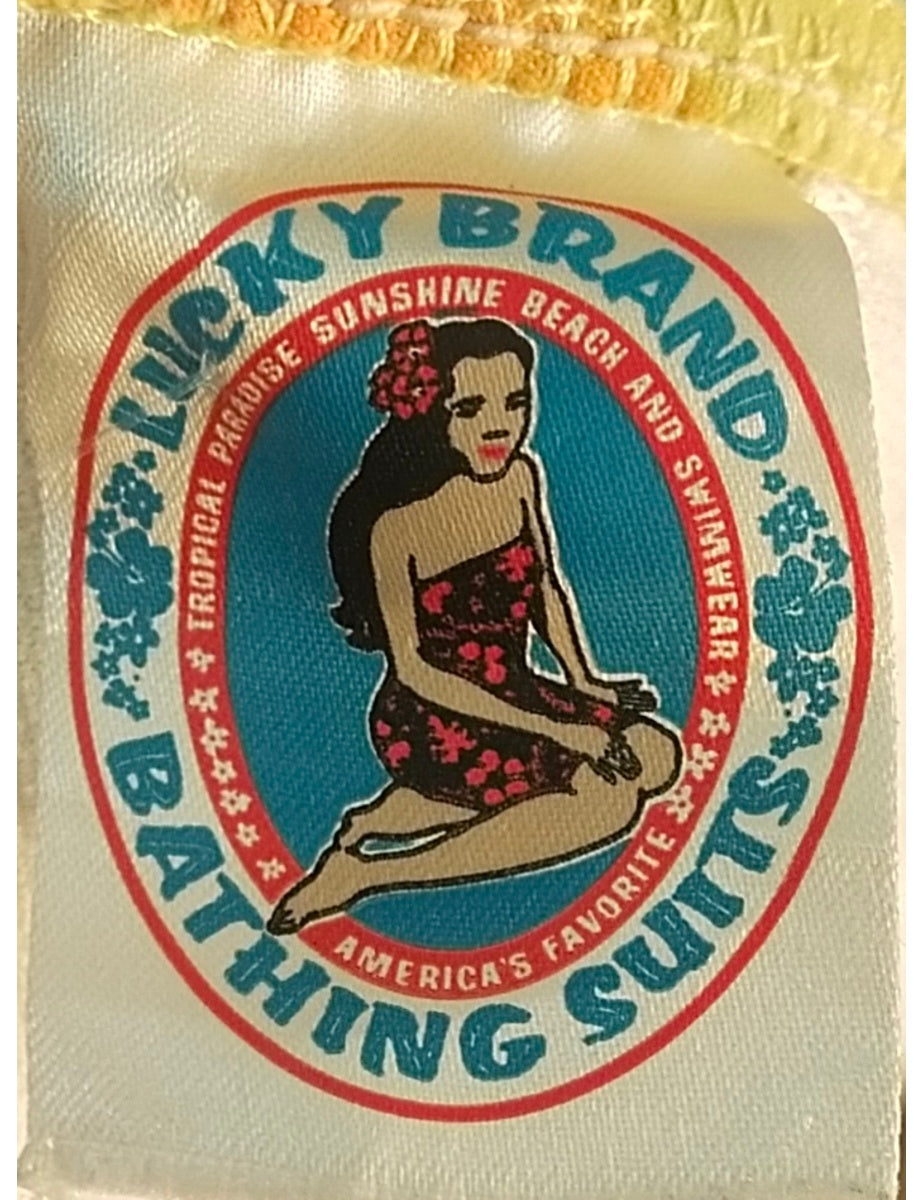 LUCKY BRAND
TROPICAL PARADISE SUNSHINE BEACH AND SWIMWEAR
AMERICA'S FAVORITE
BATHING SUITS